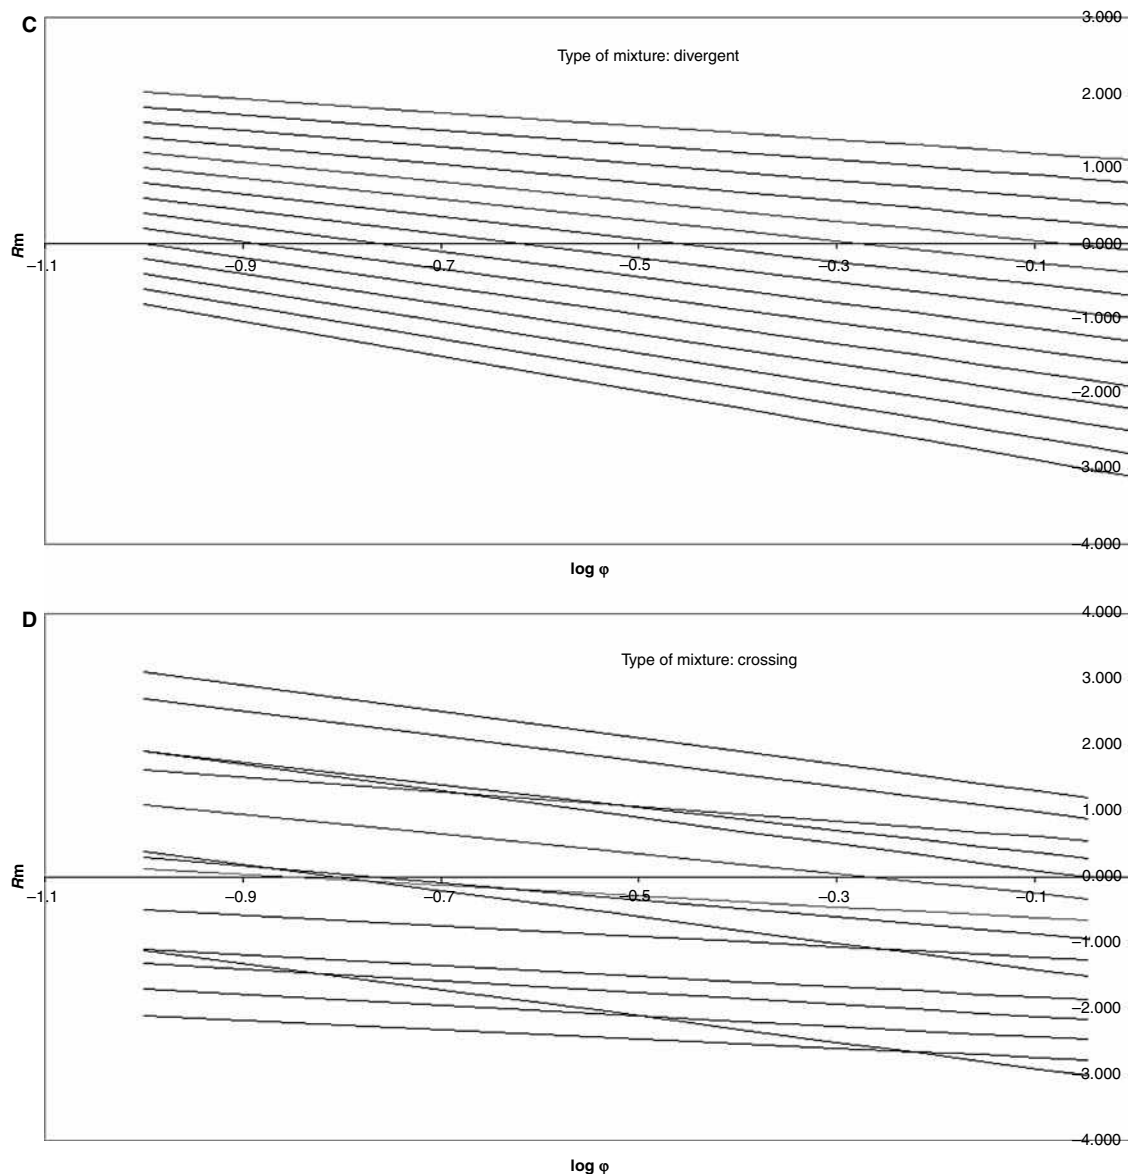 C
3.000
Type of mixture: divergent
2.000
1.000
Rm
0.000
–1.1 –0.9 –0.7 –0.5 –0.3 –0.1
–1.000
–2.000
–3.000
–4.000
log φ
D
4.000
Type of mixture: crossing
3.000
2.000
1.000
Rm
0.000
–1.1 –0.9 –0.7 –0.5 –0.3 –0.1
–1.000
–2.000
–3.000
–4.000
log φ